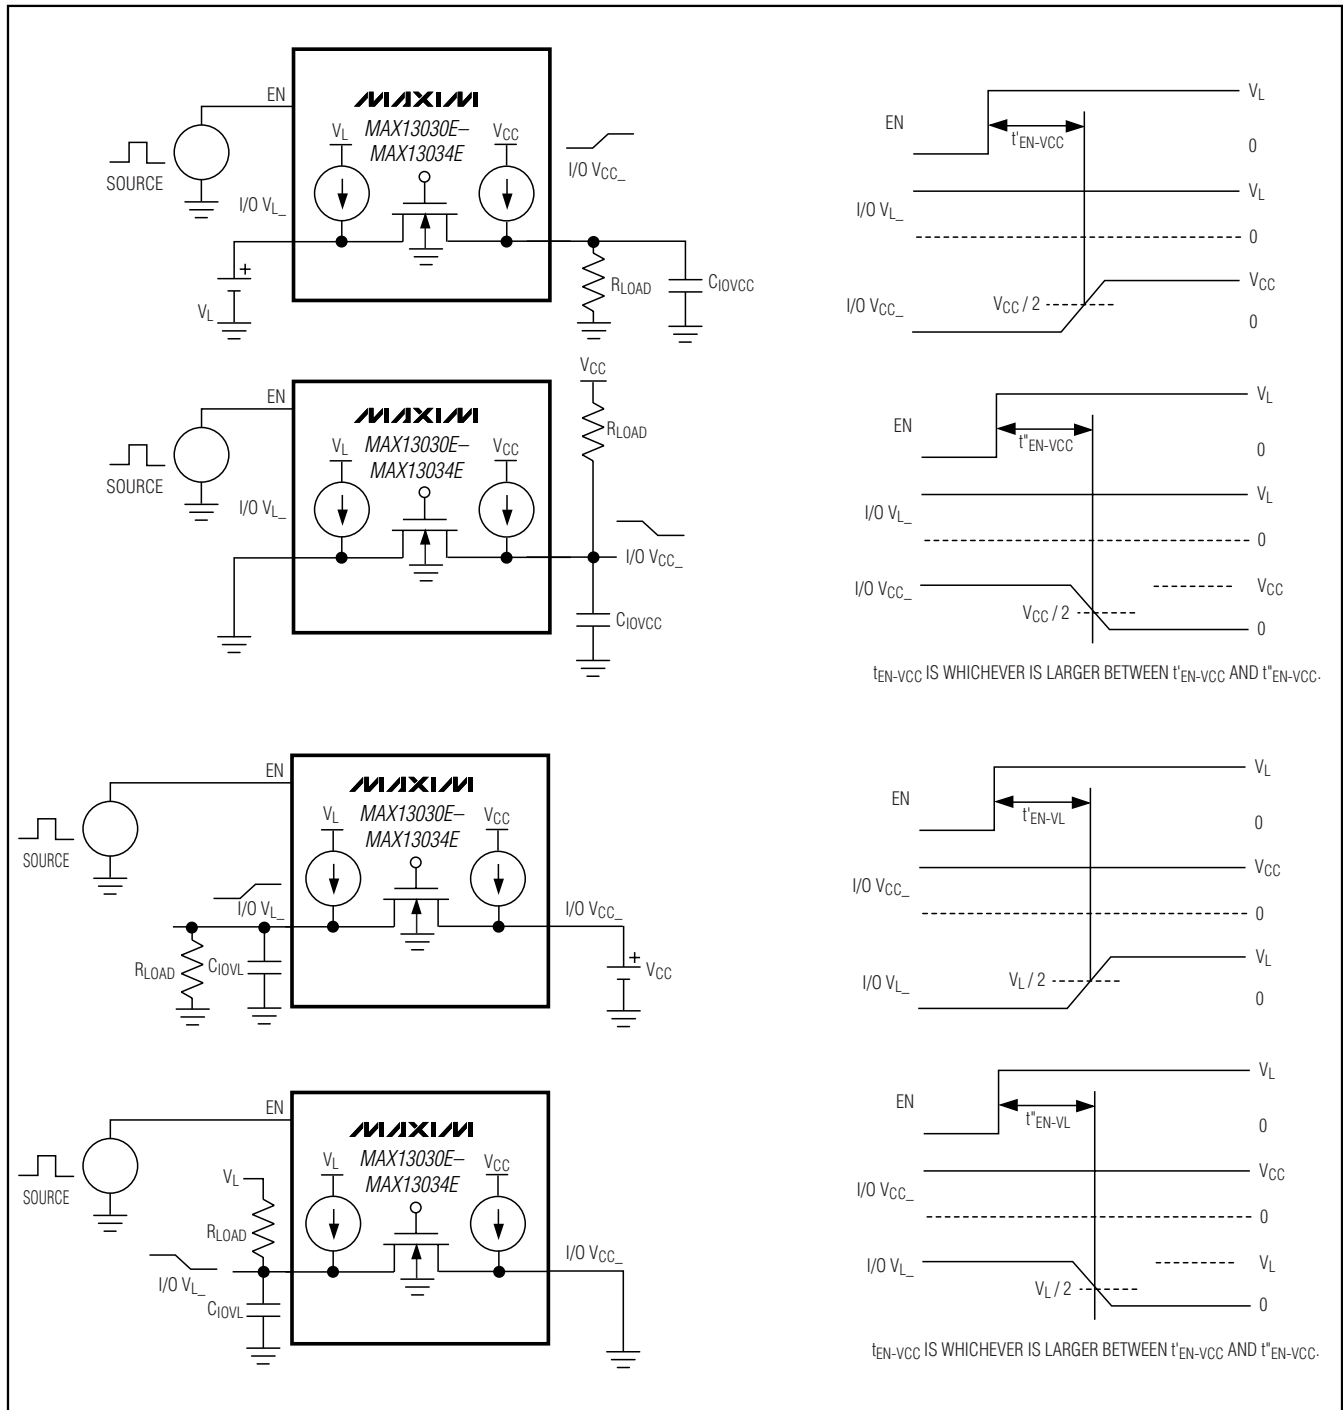 EN
MAXIM
MAX13030E–
MAX13034E
VL
VCC
SOURCE
I/O VL_
I/O VCC_
VL
RLOAD
CIOVCC
EN
VL
t'EN-VCC
0
I/O VL_
VL
0
I/O VCC_
VCC / 2
VCC
0
EN
MAXIM
MAX13030E–
MAX13034E
VL
VCC
SOURCE
I/O VL_
VCC
RLOAD
I/O VCC_
CIOVCC
EN
VL
t"EN-VCC
0
I/O VL_
VL
0
I/O VCC_
VCC
VCC / 2
0
tEN-VCC IS WHICHEVER IS LARGER BETWEEN t'EN-VCC AND t"EN-VCC.
EN
MAXIM
MAX13030E–
MAX13034E
VL
VCC
SOURCE
I/O VL_
I/O VCC_
RLOAD
CIOVL
VCC
EN
VL
t'EN-VL
0
I/O VCC_
VCC
0
I/O VL_
VL / 2
VL
0
EN
MAXIM
MAX13030E–
MAX13034E
VL
VCC
SOURCE
VL
RLOAD
I/O VL_
CIOVL
I/O VCC_
EN
VL
t"EN-VL
0
I/O VCC_
VCC
0
I/O VL_
VL
VL / 2
0
tEN-VCC IS WHICHEVER IS LARGER BETWEEN t'EN-VCC AND t"EN-VCC.